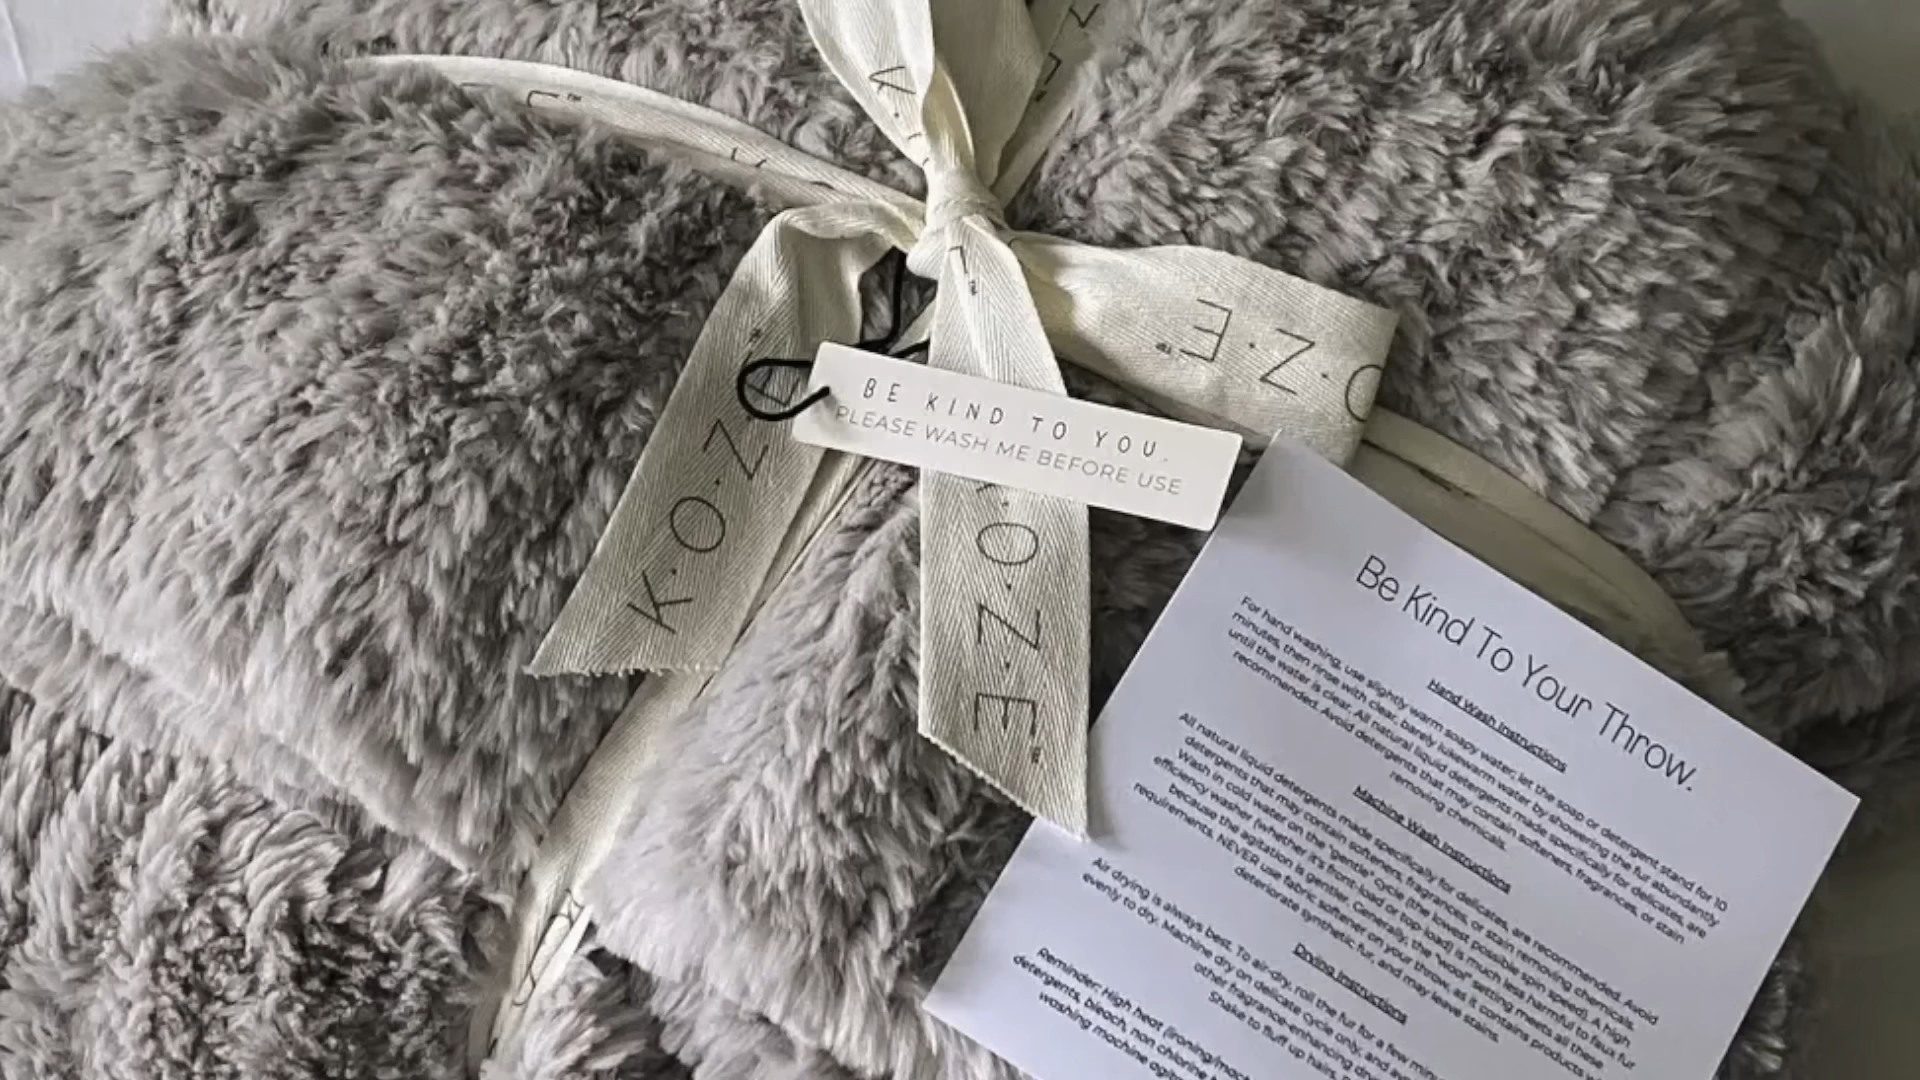 K·O·Z·E™
K·O·Z
O·Z·E™
O·Z·E™
BE KIND TO YOU.
PLEASE WASH ME BEFORE USE
Be Kind To Your Throw.
Hand Wash Instructions
For hand washing, use slightly warm soapy water, let the soap or detergent stand for 10
minutes, then rinse with clear, barely lukewarm water by showering the fur abundantly
until the water is clear. All natural liquid detergents made specifically for delicates, are
recommended. Avoid detergents that may contain softeners, fragrances, or stain
removing chemicals.
Machine Wash Instructions
All natural liquid detergents made specifically for delicates, are recommended. Avoid
detergents that may contain softeners, fragrances, or stain removing chemicals.
Wash in cold water on the "gentle" cycle (the lowest possible spin speed). A high
efficiency washer (whether it's a front-load or top-load) is much less harmful to faux fur
because the agitation is gentler. Generally, the "wool" setting meets all these
requirements. NEVER use fabric softener on your throw, as it contains products
deteriorate synthetic fur, and may leave stains.
Drying Instructions
Air drying is always best. To air-dry, roll the fur for a few
evenly to dry. Machine dry on delicate cycle only, and
other fragrance-enhancing
Shake to fluff up hairs,
Reminder: High heat
detergents, bleach, non chlorine
washing machine